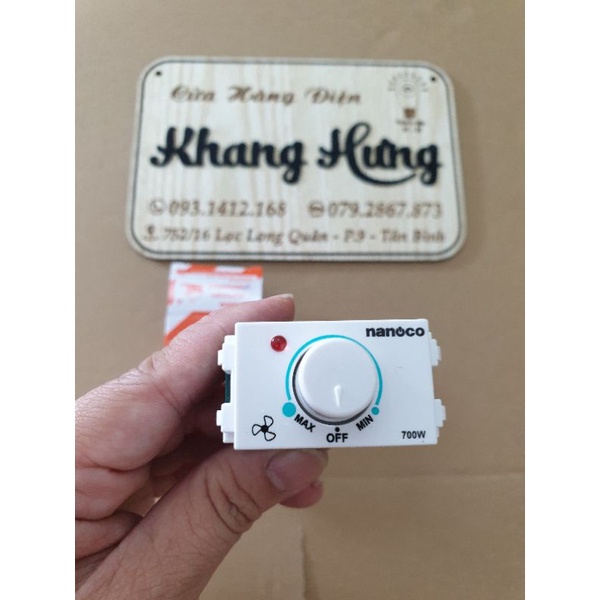 Cửa Hàng Điện
Khang Hưng
093.1412.168 079.2867.873
752/16 Lạc Long Quân - P.9 - Tân Bình
nanoco
MAX OFF MIN
700W